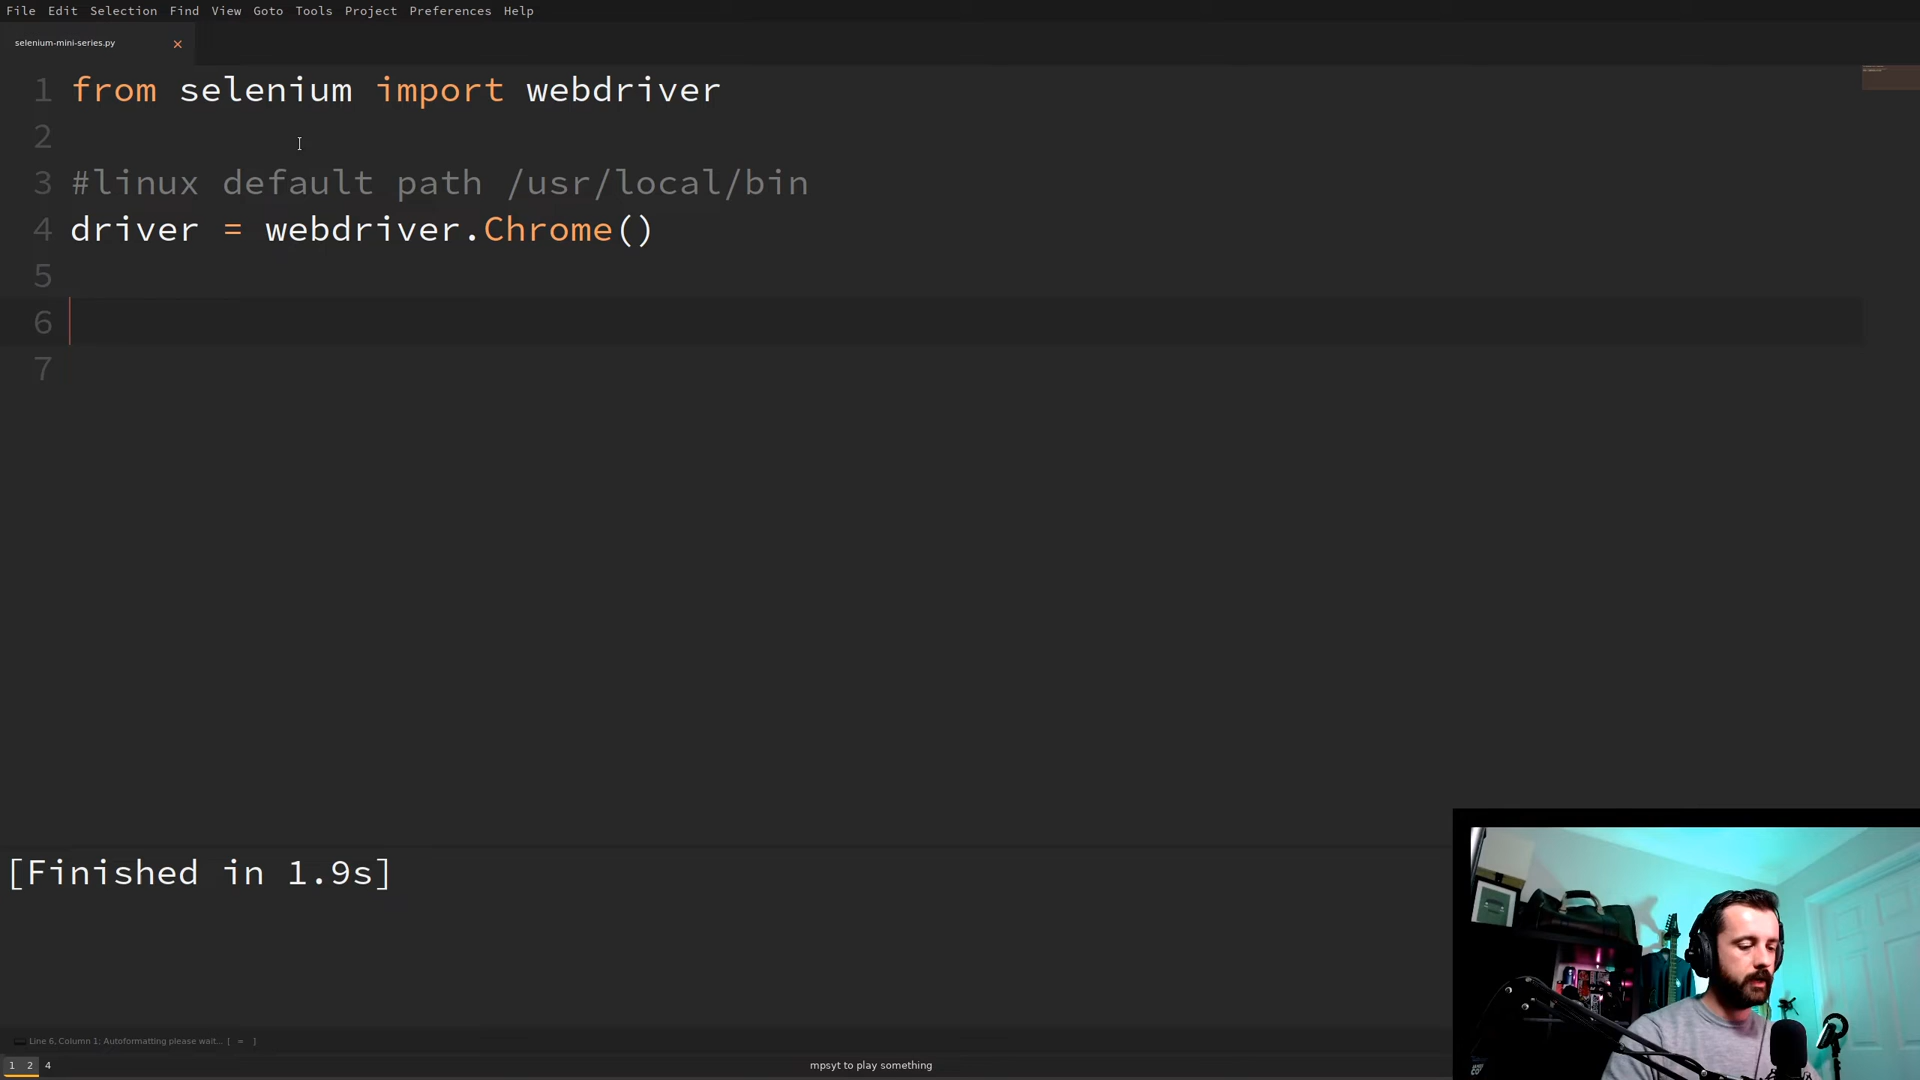 File Edit Selection Find View Goto Tools Project Preferences Help
selenium-mini-series.py ×
1 from selenium import webdriver
2
3 #linux default path /usr/local/bin
4 driver = webdriver.Chrome()
5
6
7
[Finished in 1.9s]
Line 6, Column 1; Autoformatting please wait... [ = ]
1 2 4 mpsyt to play something